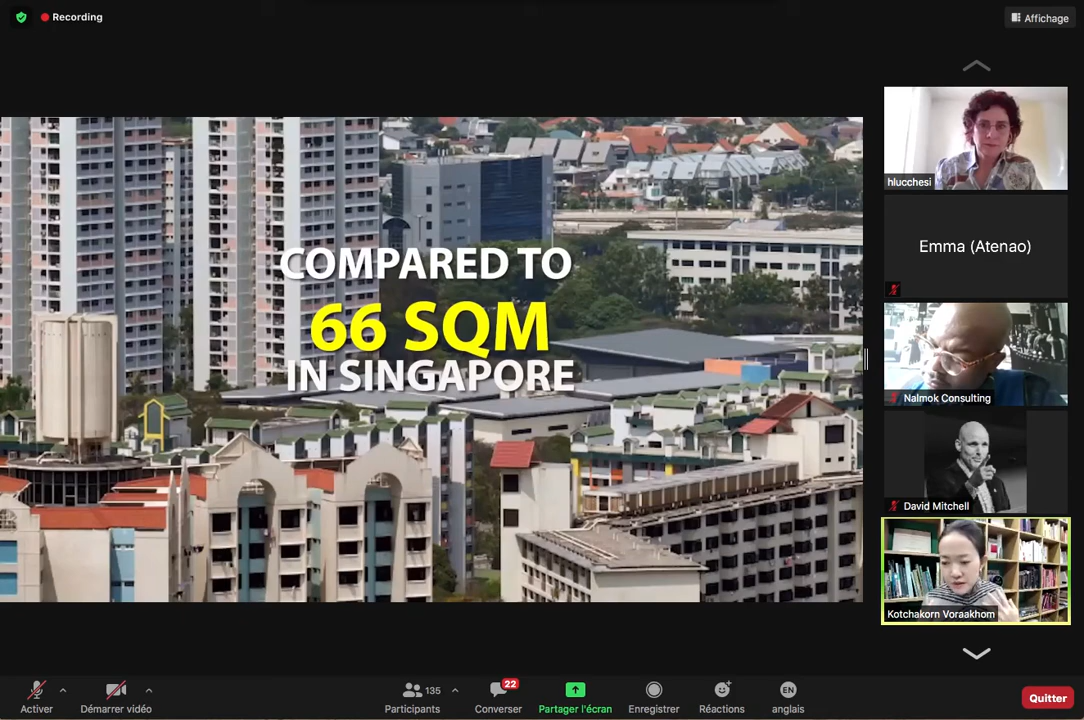 Recording
Affichage
COMPARED TO
66 SQM
IN SINGAPORE
hlucchesi
Emma (Atenao)
Nalmok Consulting
David Mitchell
Kotchakorn Voraakhom
Activer
Démarrer vidéo
135
Participants
22
Converser
Partager l'écran
Enregistrer
Réactions
EN
anglais
Quitter